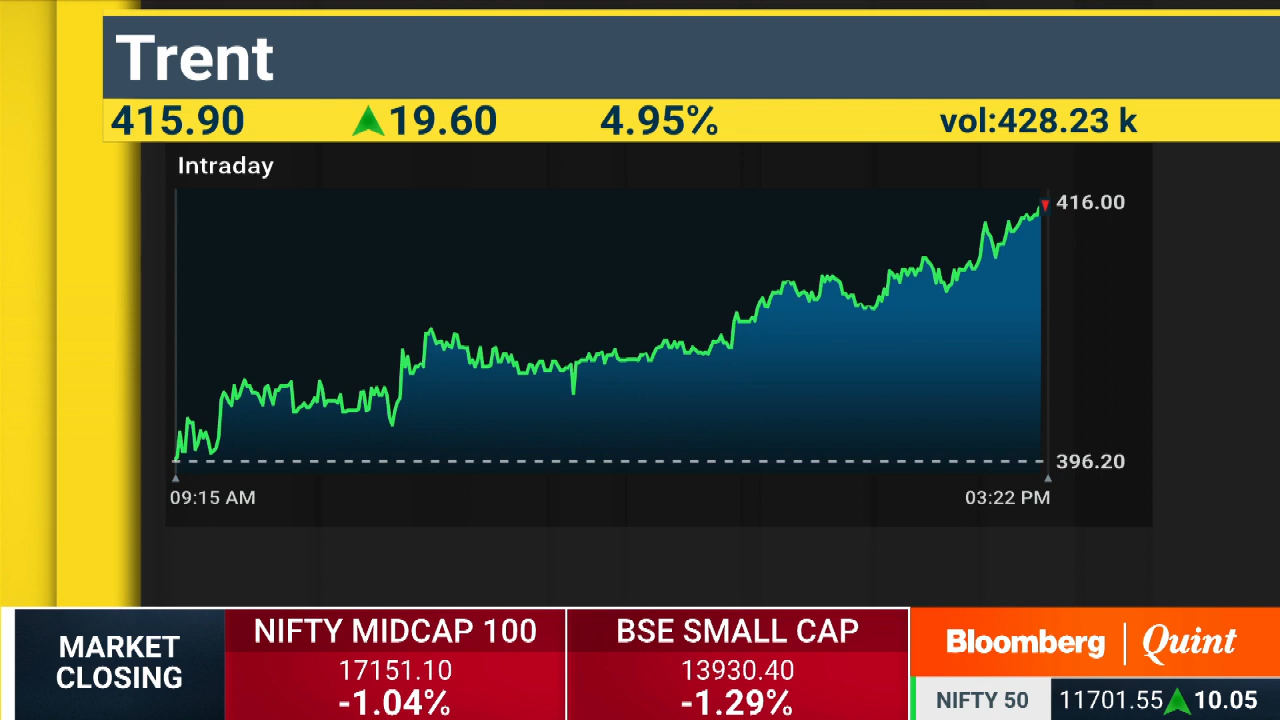 Trent
415.90 19.60 4.95% vol:428.23 k
Intraday
416.00
396.20
09:15 AM 03:22 PM
MARKET CLOSING
NIFTY MIDCAP 100
17151.10
-1.04%
BSE SMALL CAP
13930.40
-1.29%
Bloomberg | Quint
NIFTY 50 11701.55 10.05